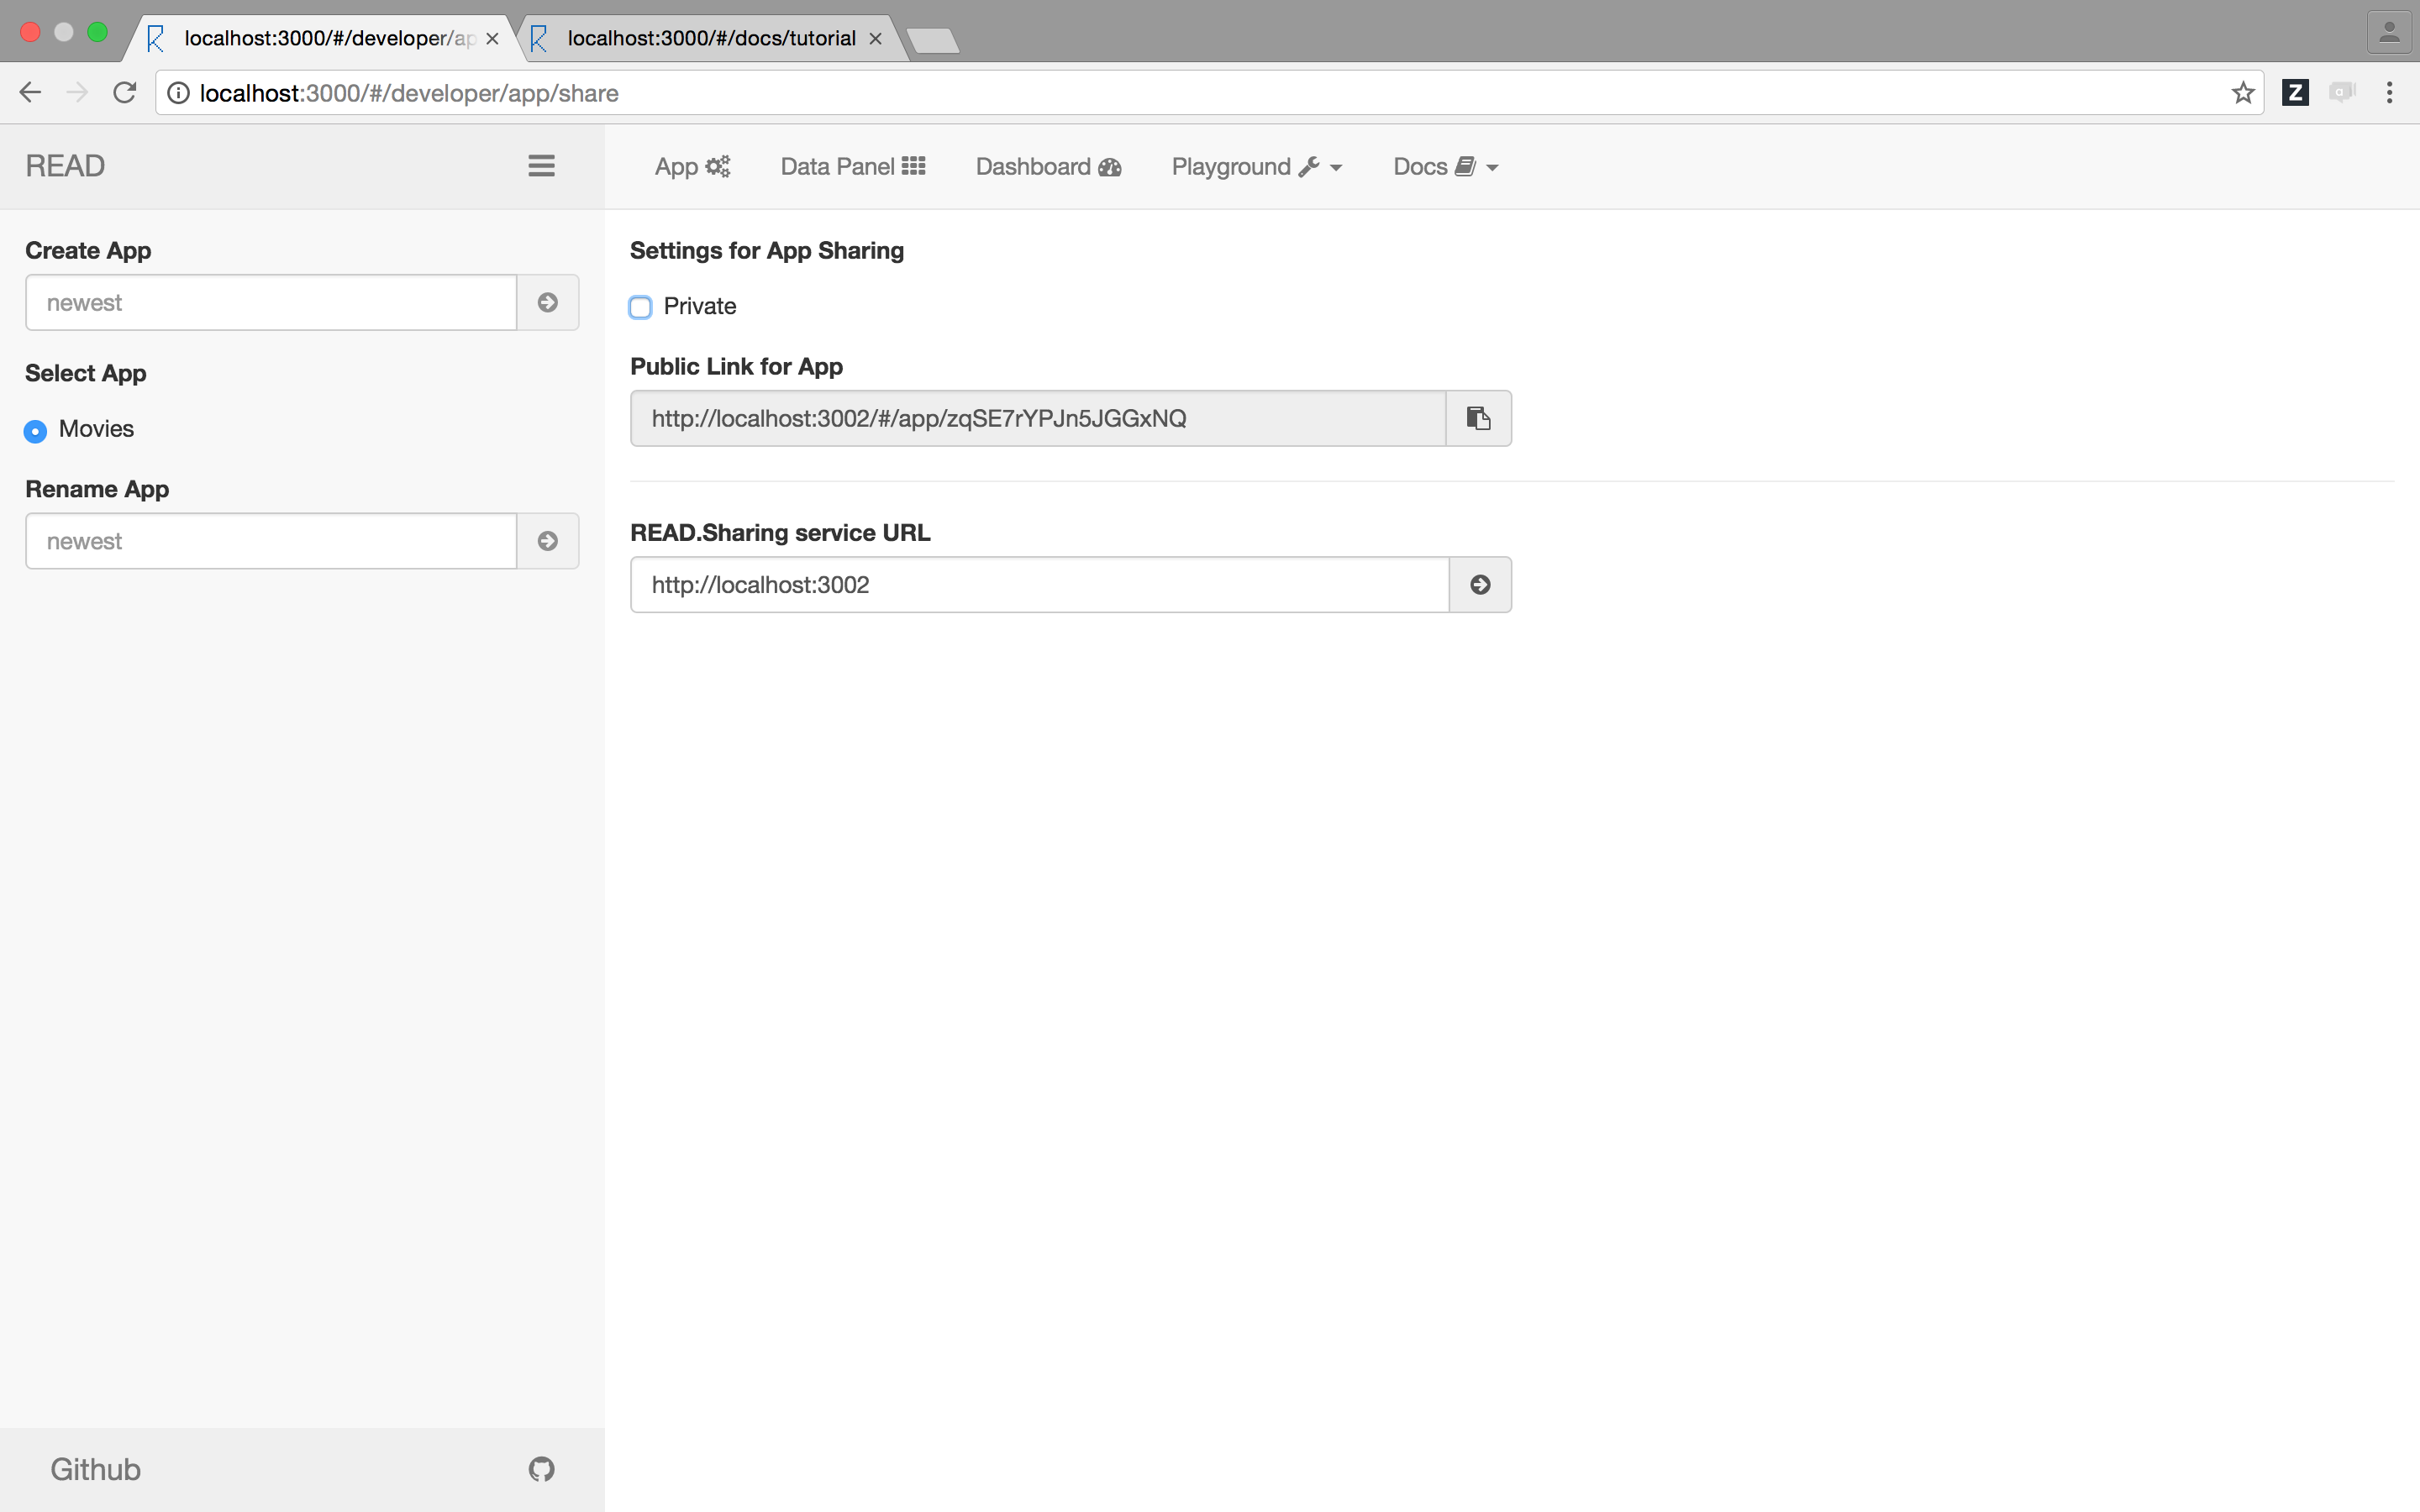 localhost:3000/#/developer/ap
localhost:3000/#/docs/tutorial
localhost:3000/#/developer/app/share
Z
a
READ
App
Data Panel
Dashboard
Playground
Docs
Create App
newest
Select App
Movies
Rename App
newest
Settings for App Sharing
Private
Public Link for App
http://localhost:3002/#/app/zqSE7rYPJn5JGGxNQ
READ.Sharing service URL
http://localhost:3002
Github